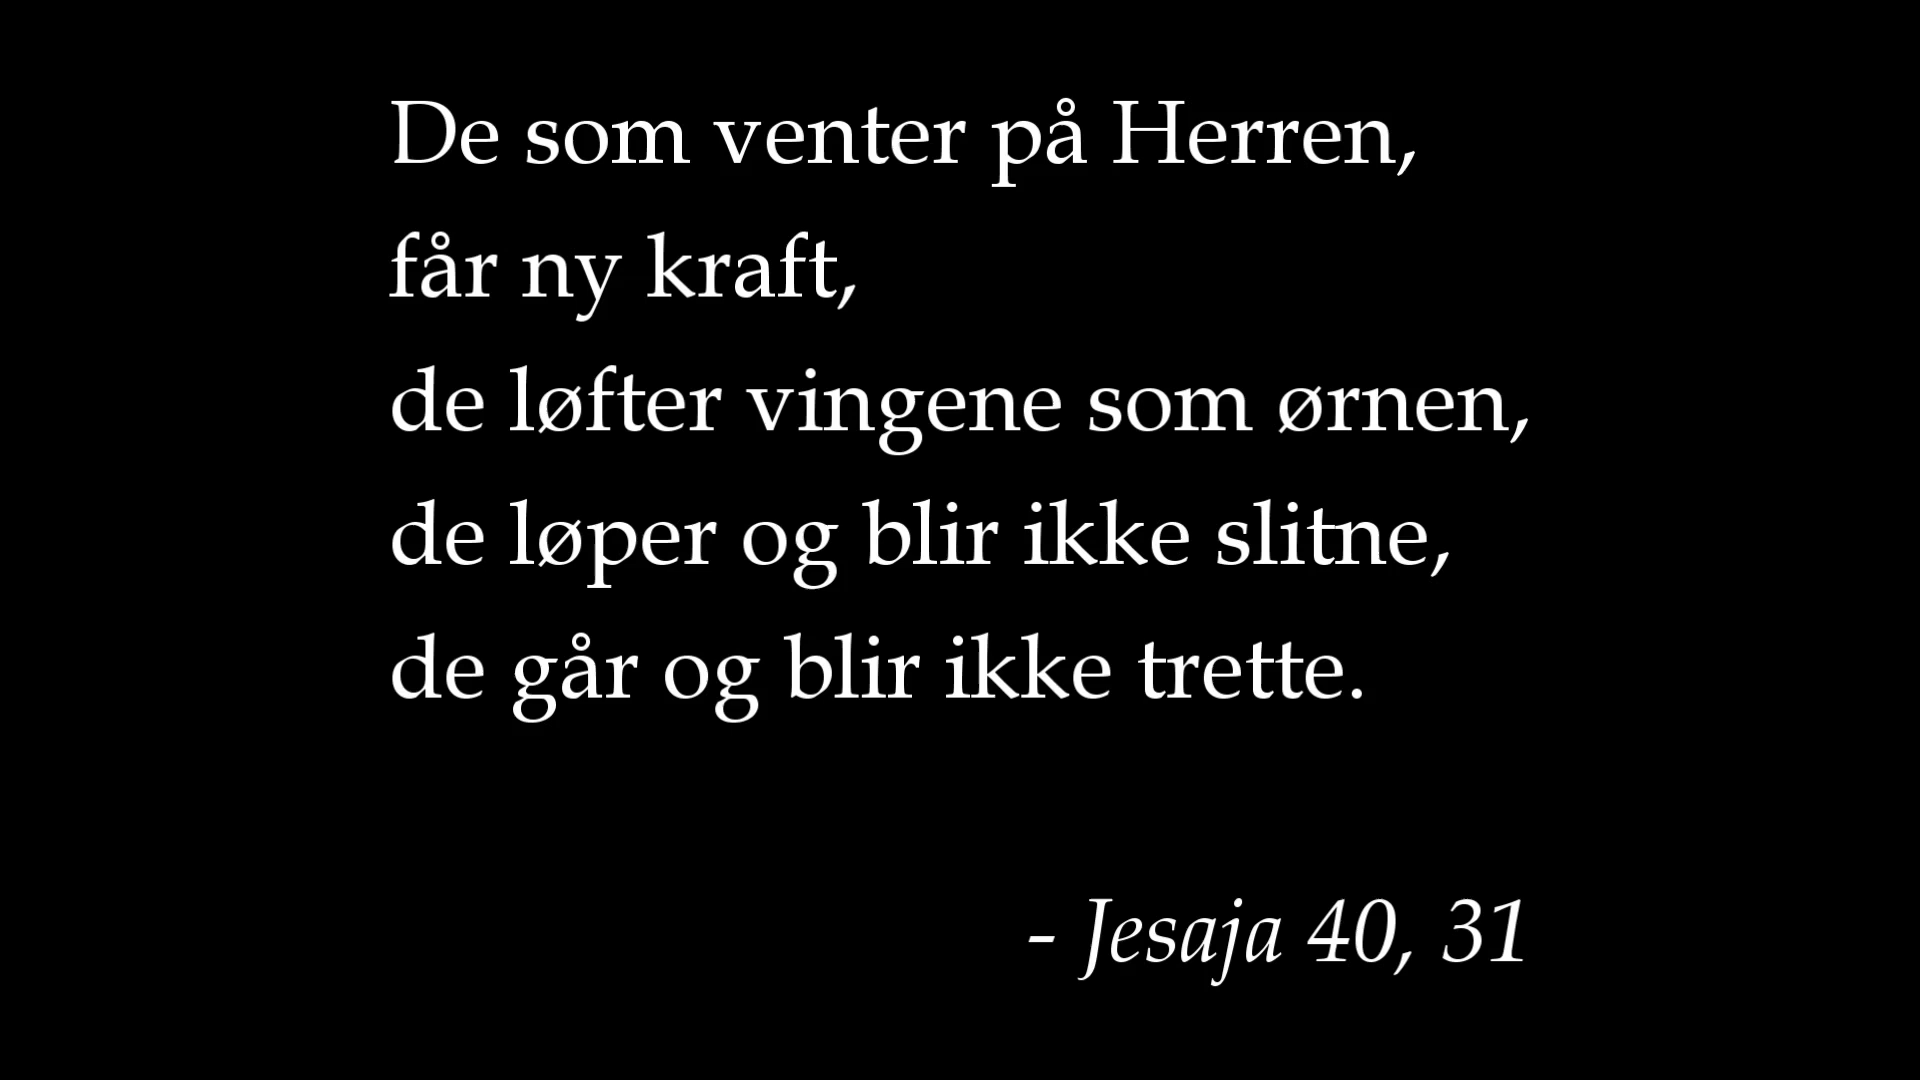 De som venter på Herren,
får ny kraft,
de løfter vingene som ørnen,
de løper og blir ikke slitne,
de går og blir ikke trette.
- Jesaja 40, 31